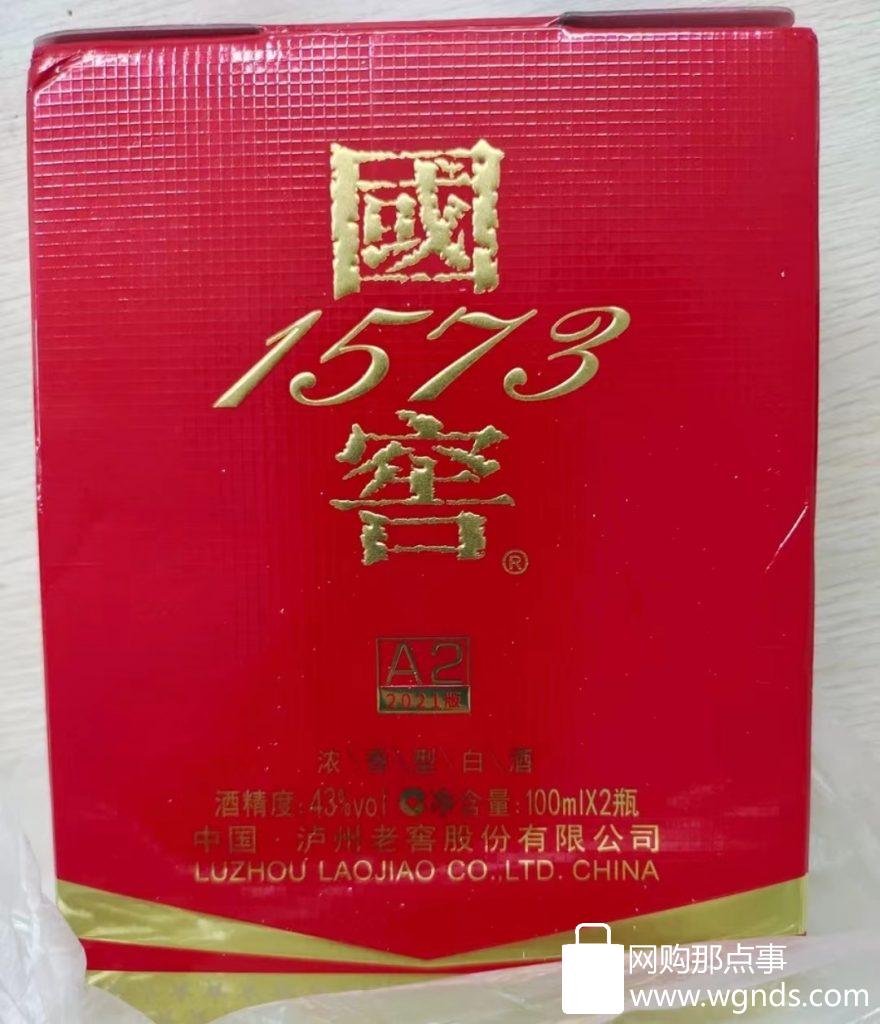 國
1573
窖
®
A2
2021版
浓\香\型\白\酒
酒精度:43%vol 净含量:100mlX2瓶
中国·泸州老窖股份有限公司
LUZHOU LAOJIAO CO.,LTD. CHINA
网购那点事
www.wgnds.com